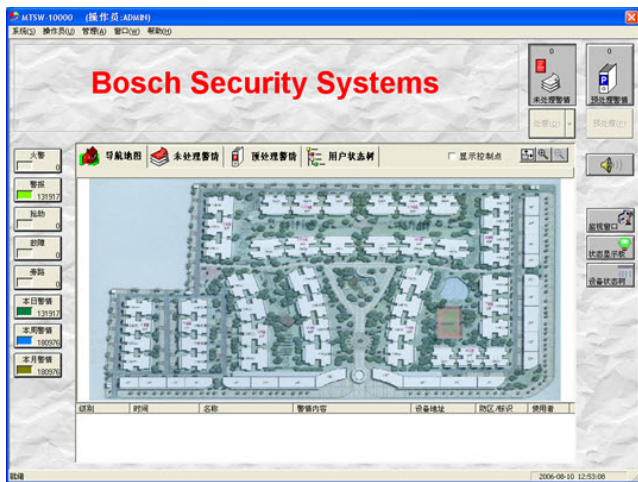 MTSW-10000 (操作员:ADMIN)
系统(S) 操作员(U) 管理(A) 窗口(W) 帮助(H)
Bosch Security Systems
0
未处理警情
处理(C)
0
预处理警情
预处理(P)
导航地图
未处理警情
预处理警情
用户状态树
显示控制点
火警
0
警报
131917
0
故障
0
旁路
0
本日警情
131917
本周警情
180976
本月警情
180976
监视窗口
状态显示板
设备状态树
级别 时间 名称 警情内容 设备地址 防区/标识 使用者
就绪
2006-08-10 12:53:08